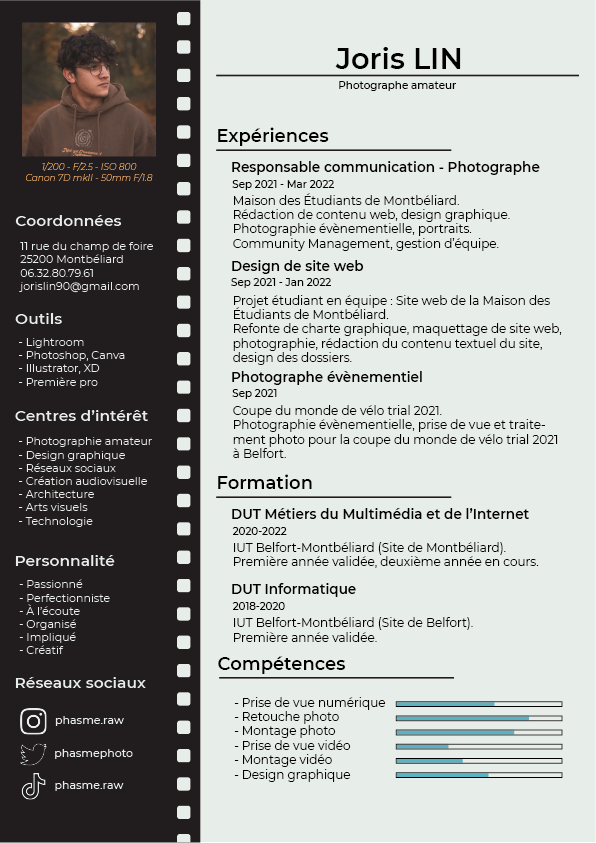 1/200 - F/2.5 - ISO 800
Canon 7D mkII - 50mm F/1.8
Coordonnées
11 rue du champ de foire
25200 Montbéliard
06.32.80.79.61
jorislin90@gmail.com
Outils
- Lightroom
- Photoshop, Canva
- Illustrator, XD
- Première pro
Centres d'intérêt
- Photographie amateur
- Design graphique
- Réseaux sociaux
- Création audiovisuelle
- Architecture
- Arts visuels
- Technologie
Personnalité
- Passionné
- Perfectionniste
- À l'écoute
- Organisé
- Impliqué
- Créatif
Réseaux sociaux
phasme.raw
phasmephoto
phasme.raw
Joris LIN
Photographe amateur
Expériences
Responsable communication - Photographe
Sep 2021 - Mar 2022
Maison des Étudiants de Montbéliard.
Rédaction de contenu web, design graphique.
Photographie évènementielle, portraits.
Community Management, gestion d'équipe.
Design de site web
Sep 2021 - Jan 2022
Projet étudiant en équipe : Site web de la Maison des
Étudiants de Montbéliard.
Refonte de charte graphique, maquettage de site web,
photographie, rédaction du contenu textuel du site,
design des dossiers.
Photographe évènementiel
Sep 2021
Coupe du monde de vélo trial 2021.
Photographie évènementielle, prise de vue et traite-
ment photo pour la coupe du monde de vélo trial 2021
à Belfort.
Formation
DUT Métiers du Multimédia et de l'Internet
2020-2022
IUT Belfort-Montbéliard (Site de Montbéliard).
Première année validée, deuxième année en cours.
DUT Informatique
2018-2020
IUT Belfort-Montbéliard (Site de Belfort).
Première année validée.
Compétences
- Prise de vue numérique
- Retouche photo
- Montage photo
- Prise de vue vidéo
- Montage vidéo
- Design graphique